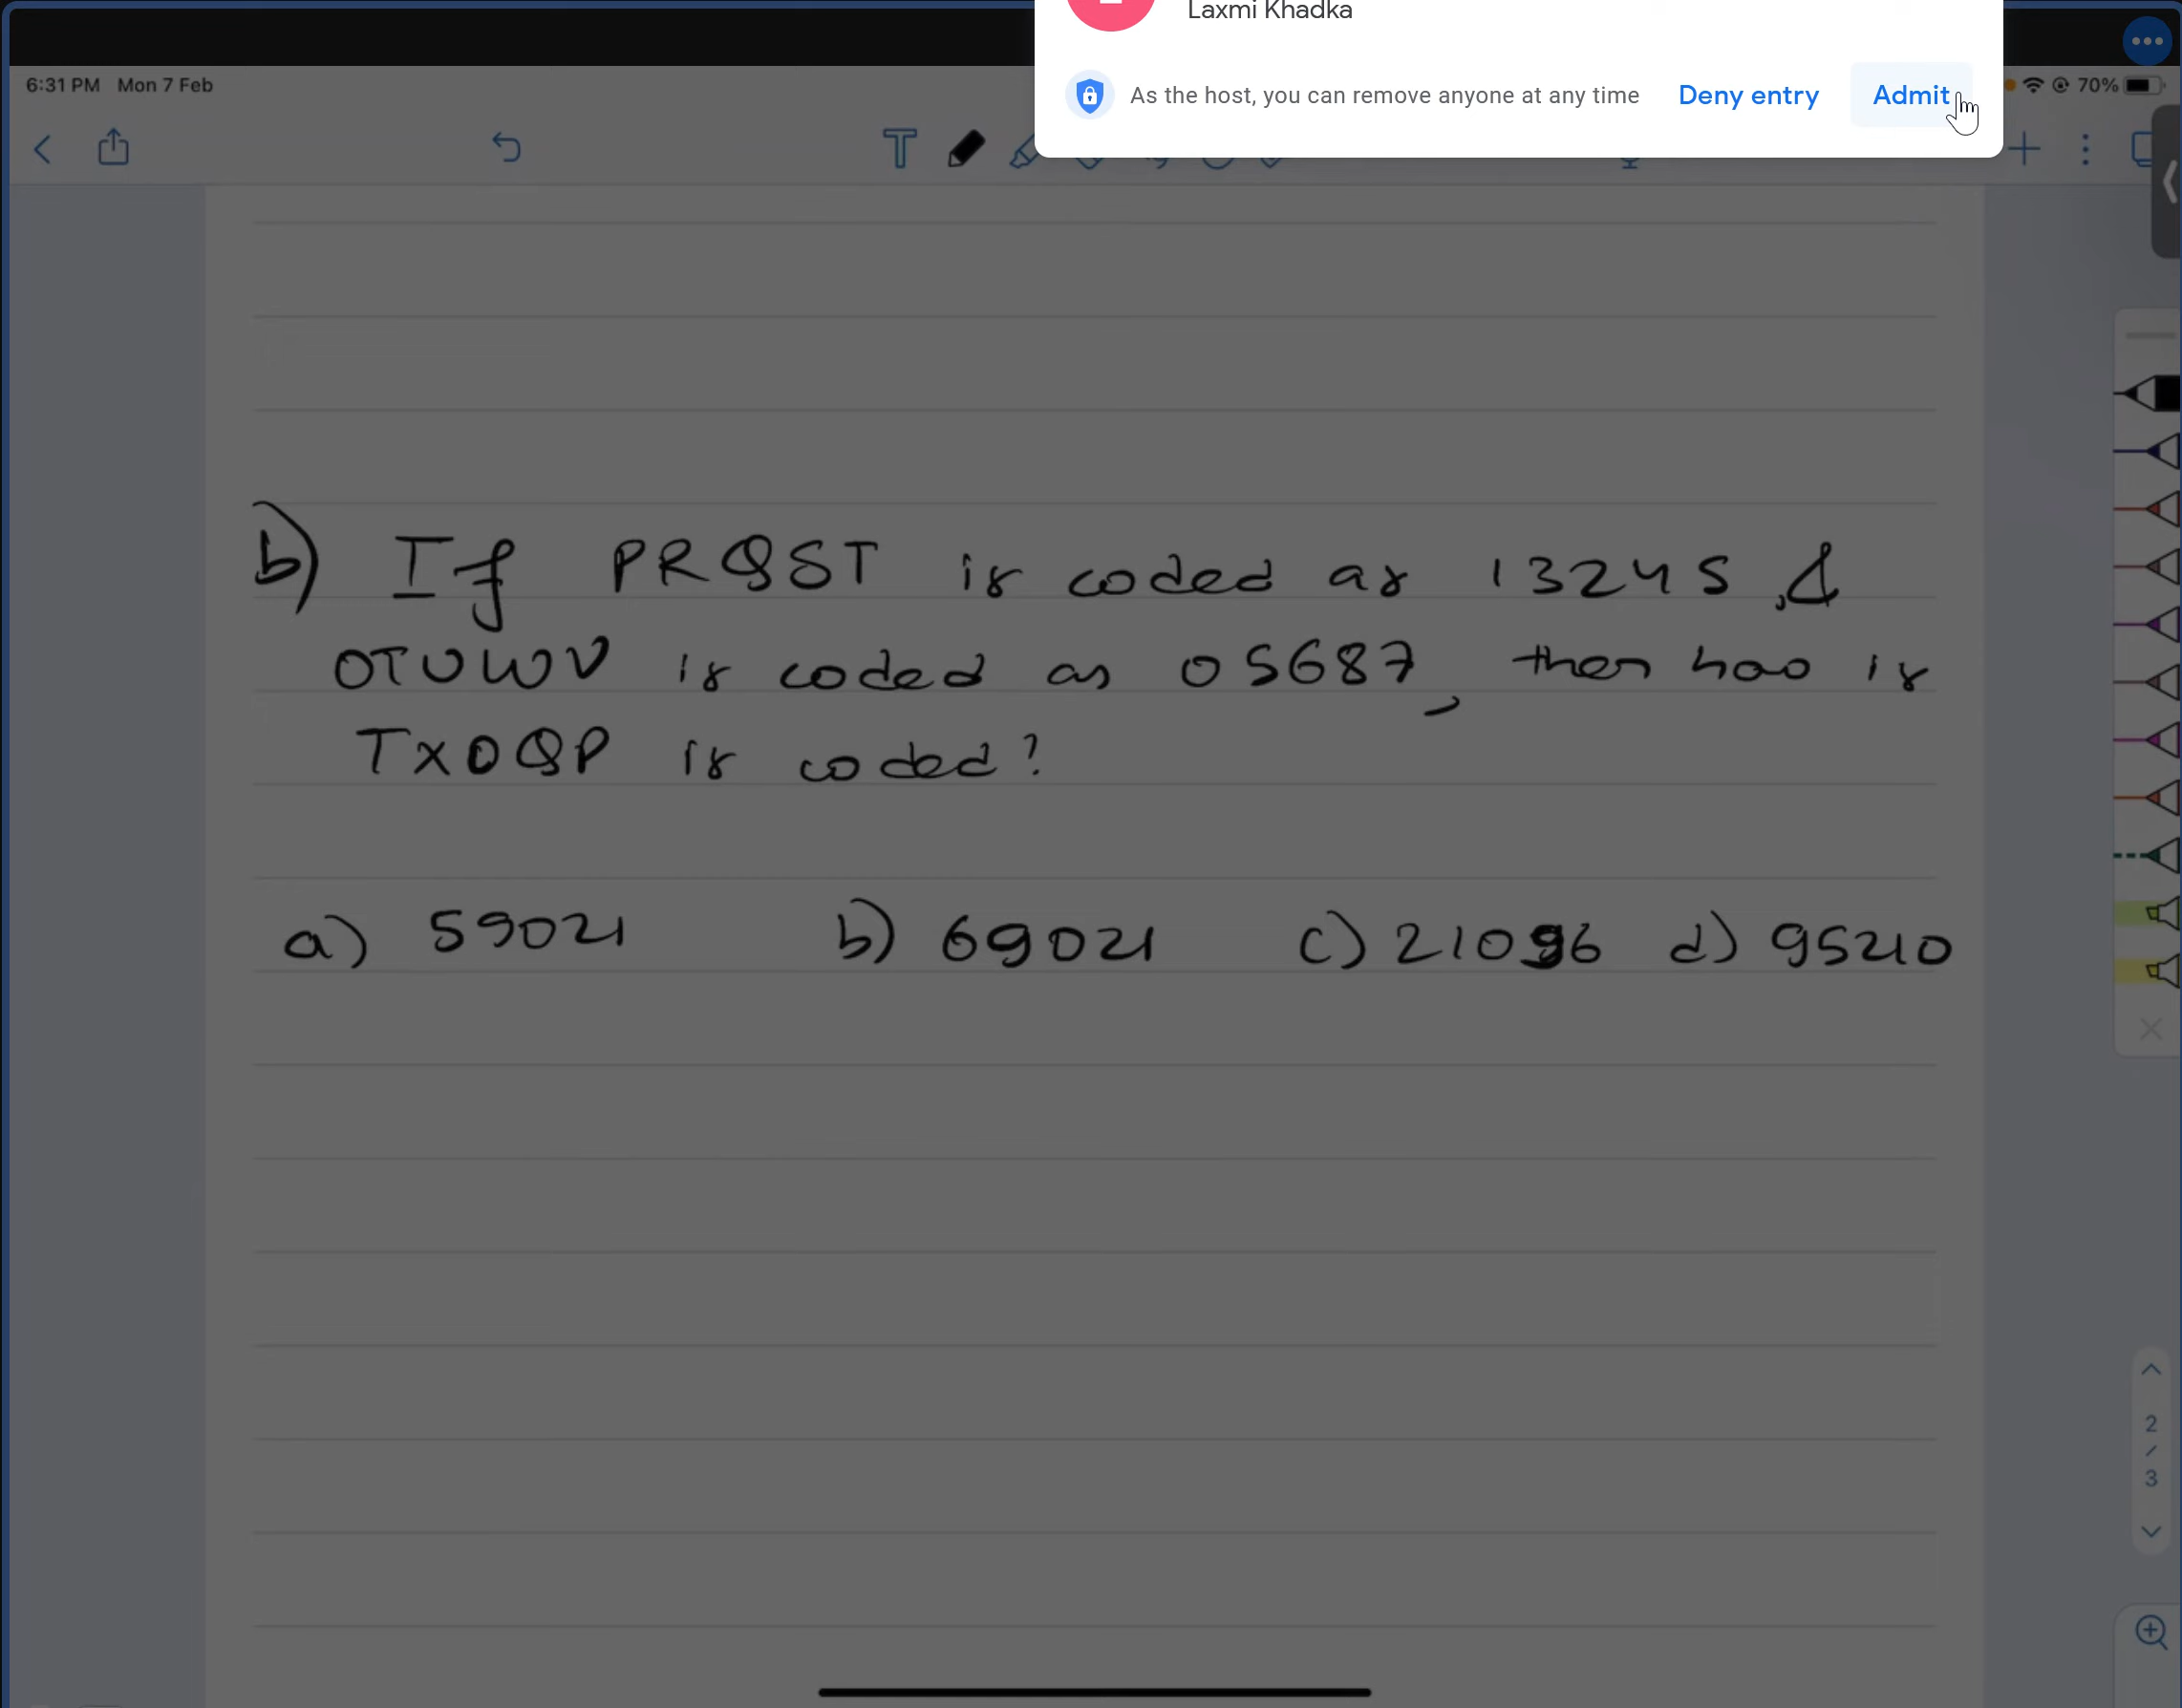 Laxmi Khadka
As the host, you can remove anyone at any time Deny entry Admit
6:31 PM Mon 7 Feb 70%
T
b) If PRQST is coded as 13245, &
OTUWV is coded as 05687, then how is
TXOQP is coded?
a) 59021 b) 69021 c) 21096 d) 95210
2
/
3